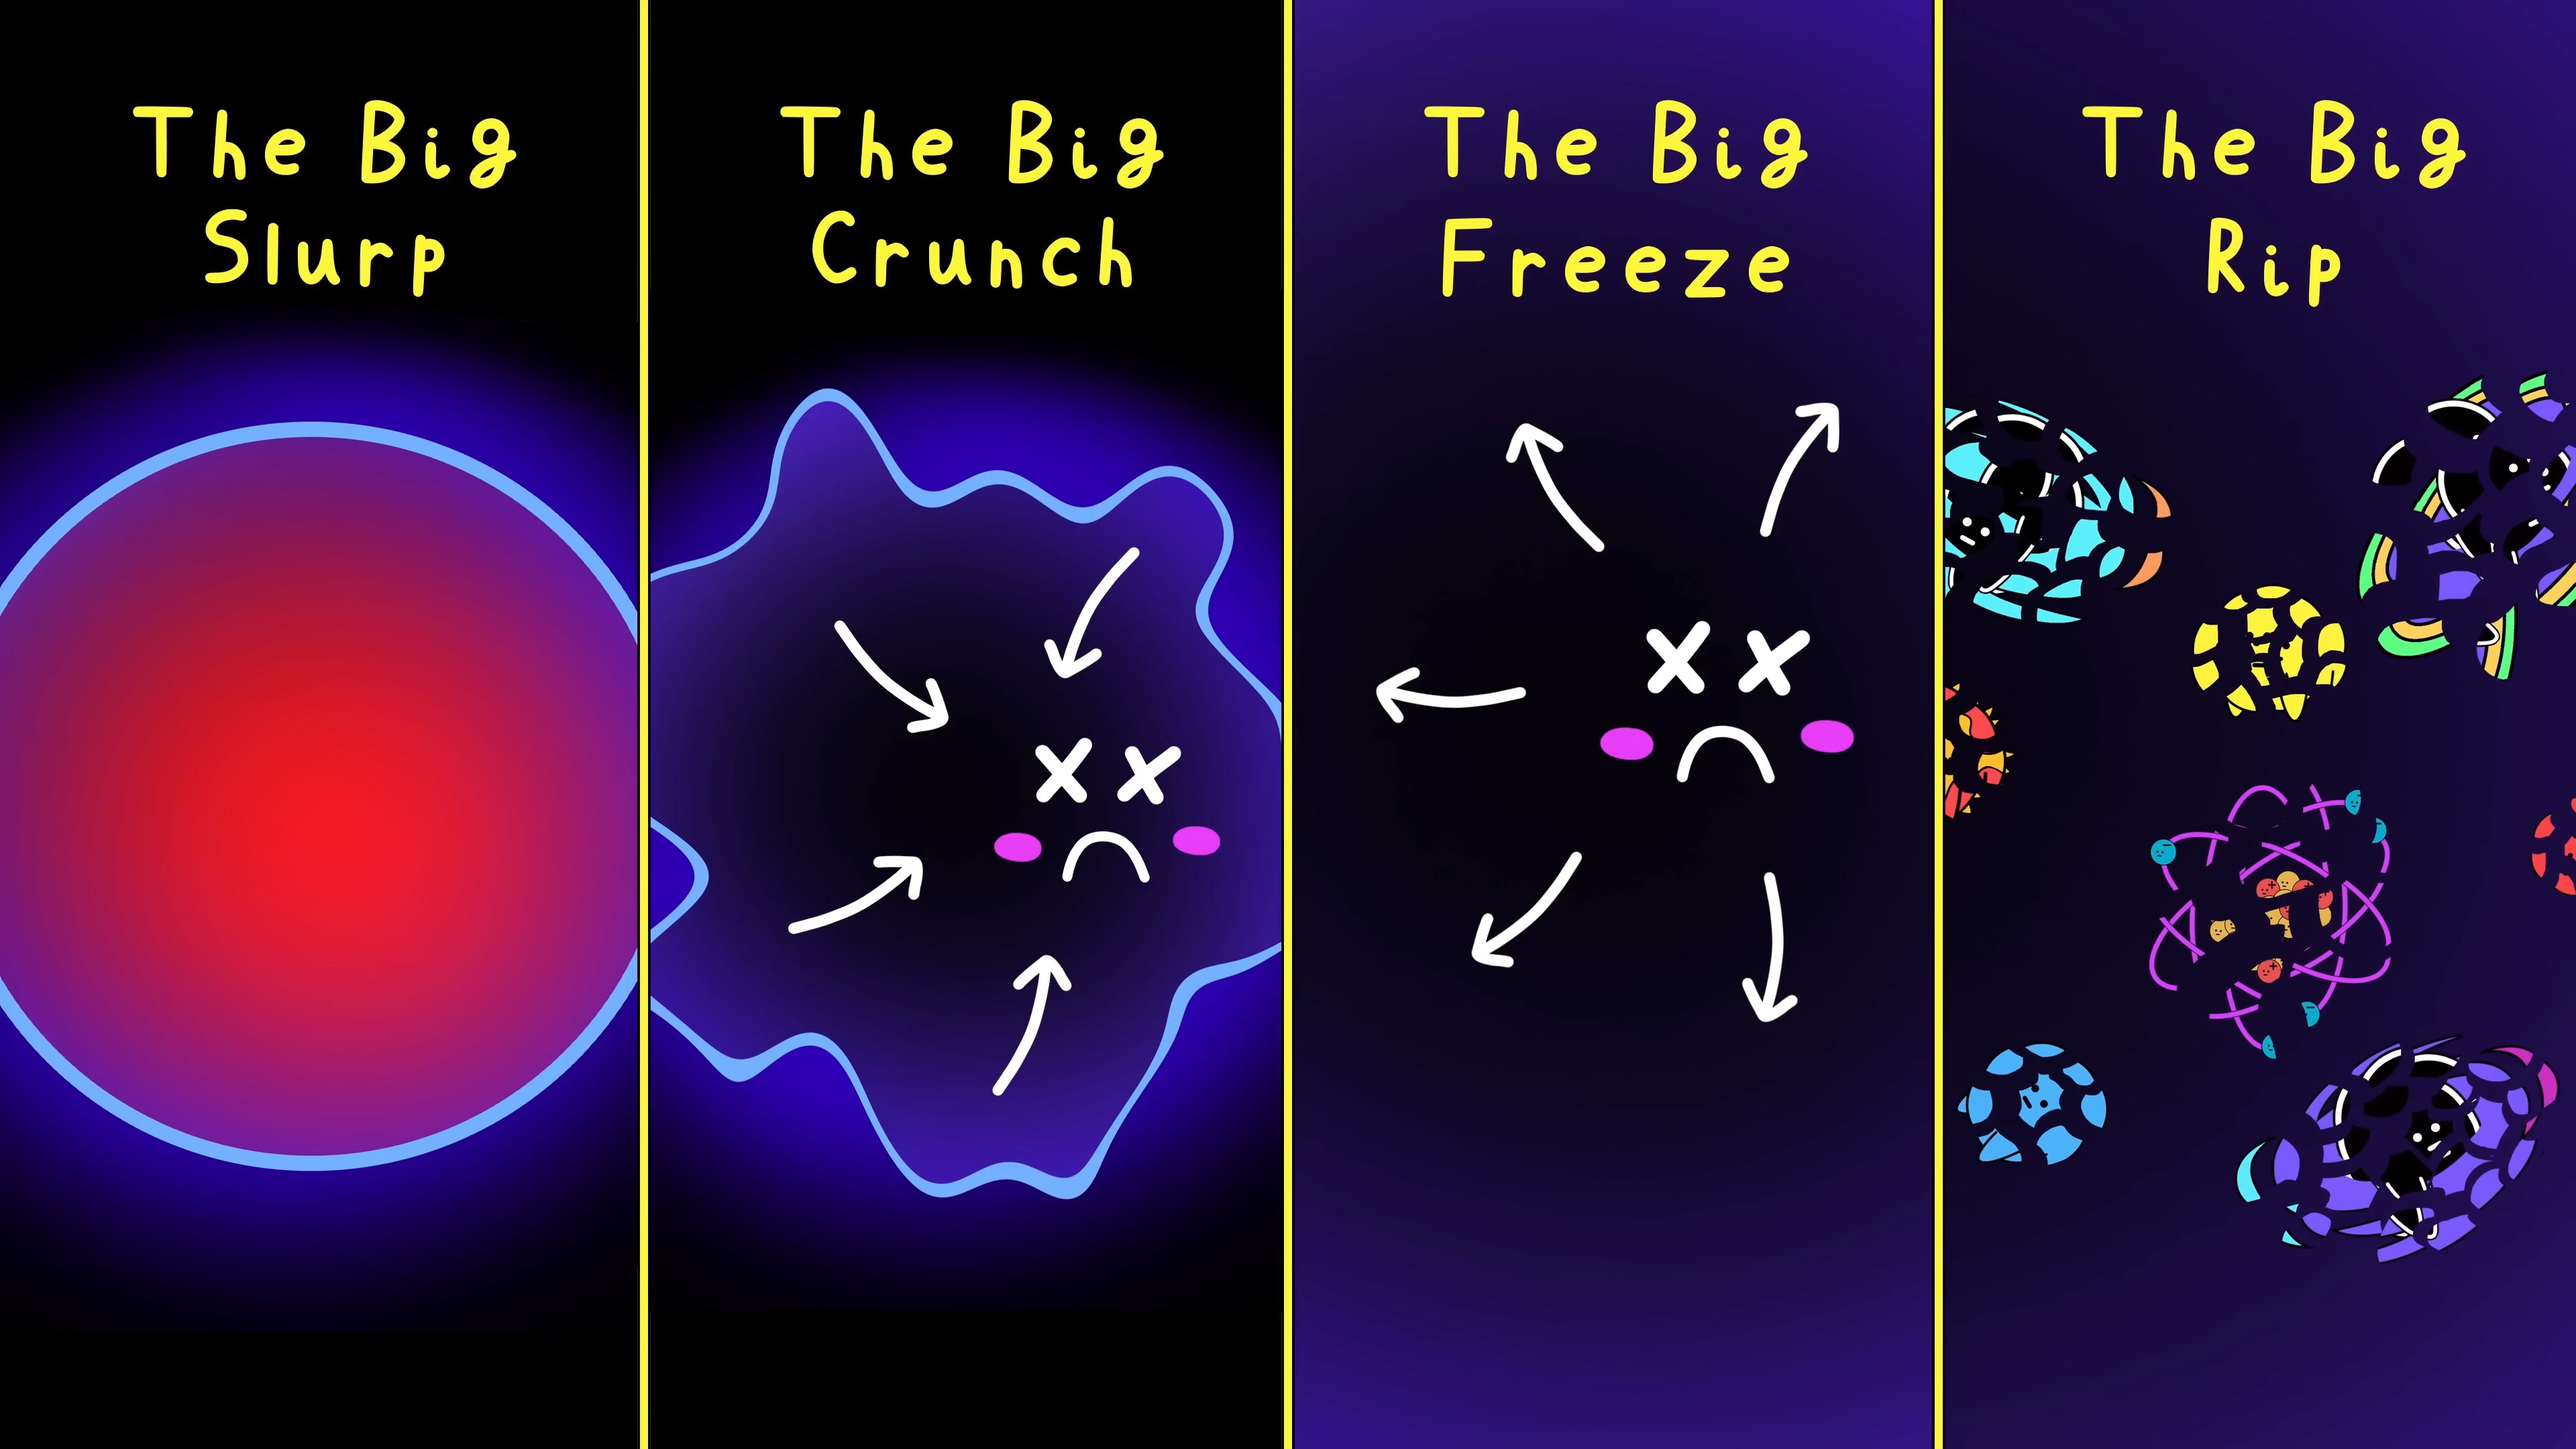 The Big
Slurp
The Big
Crunch
The Big
Freeze
The Big
Rip